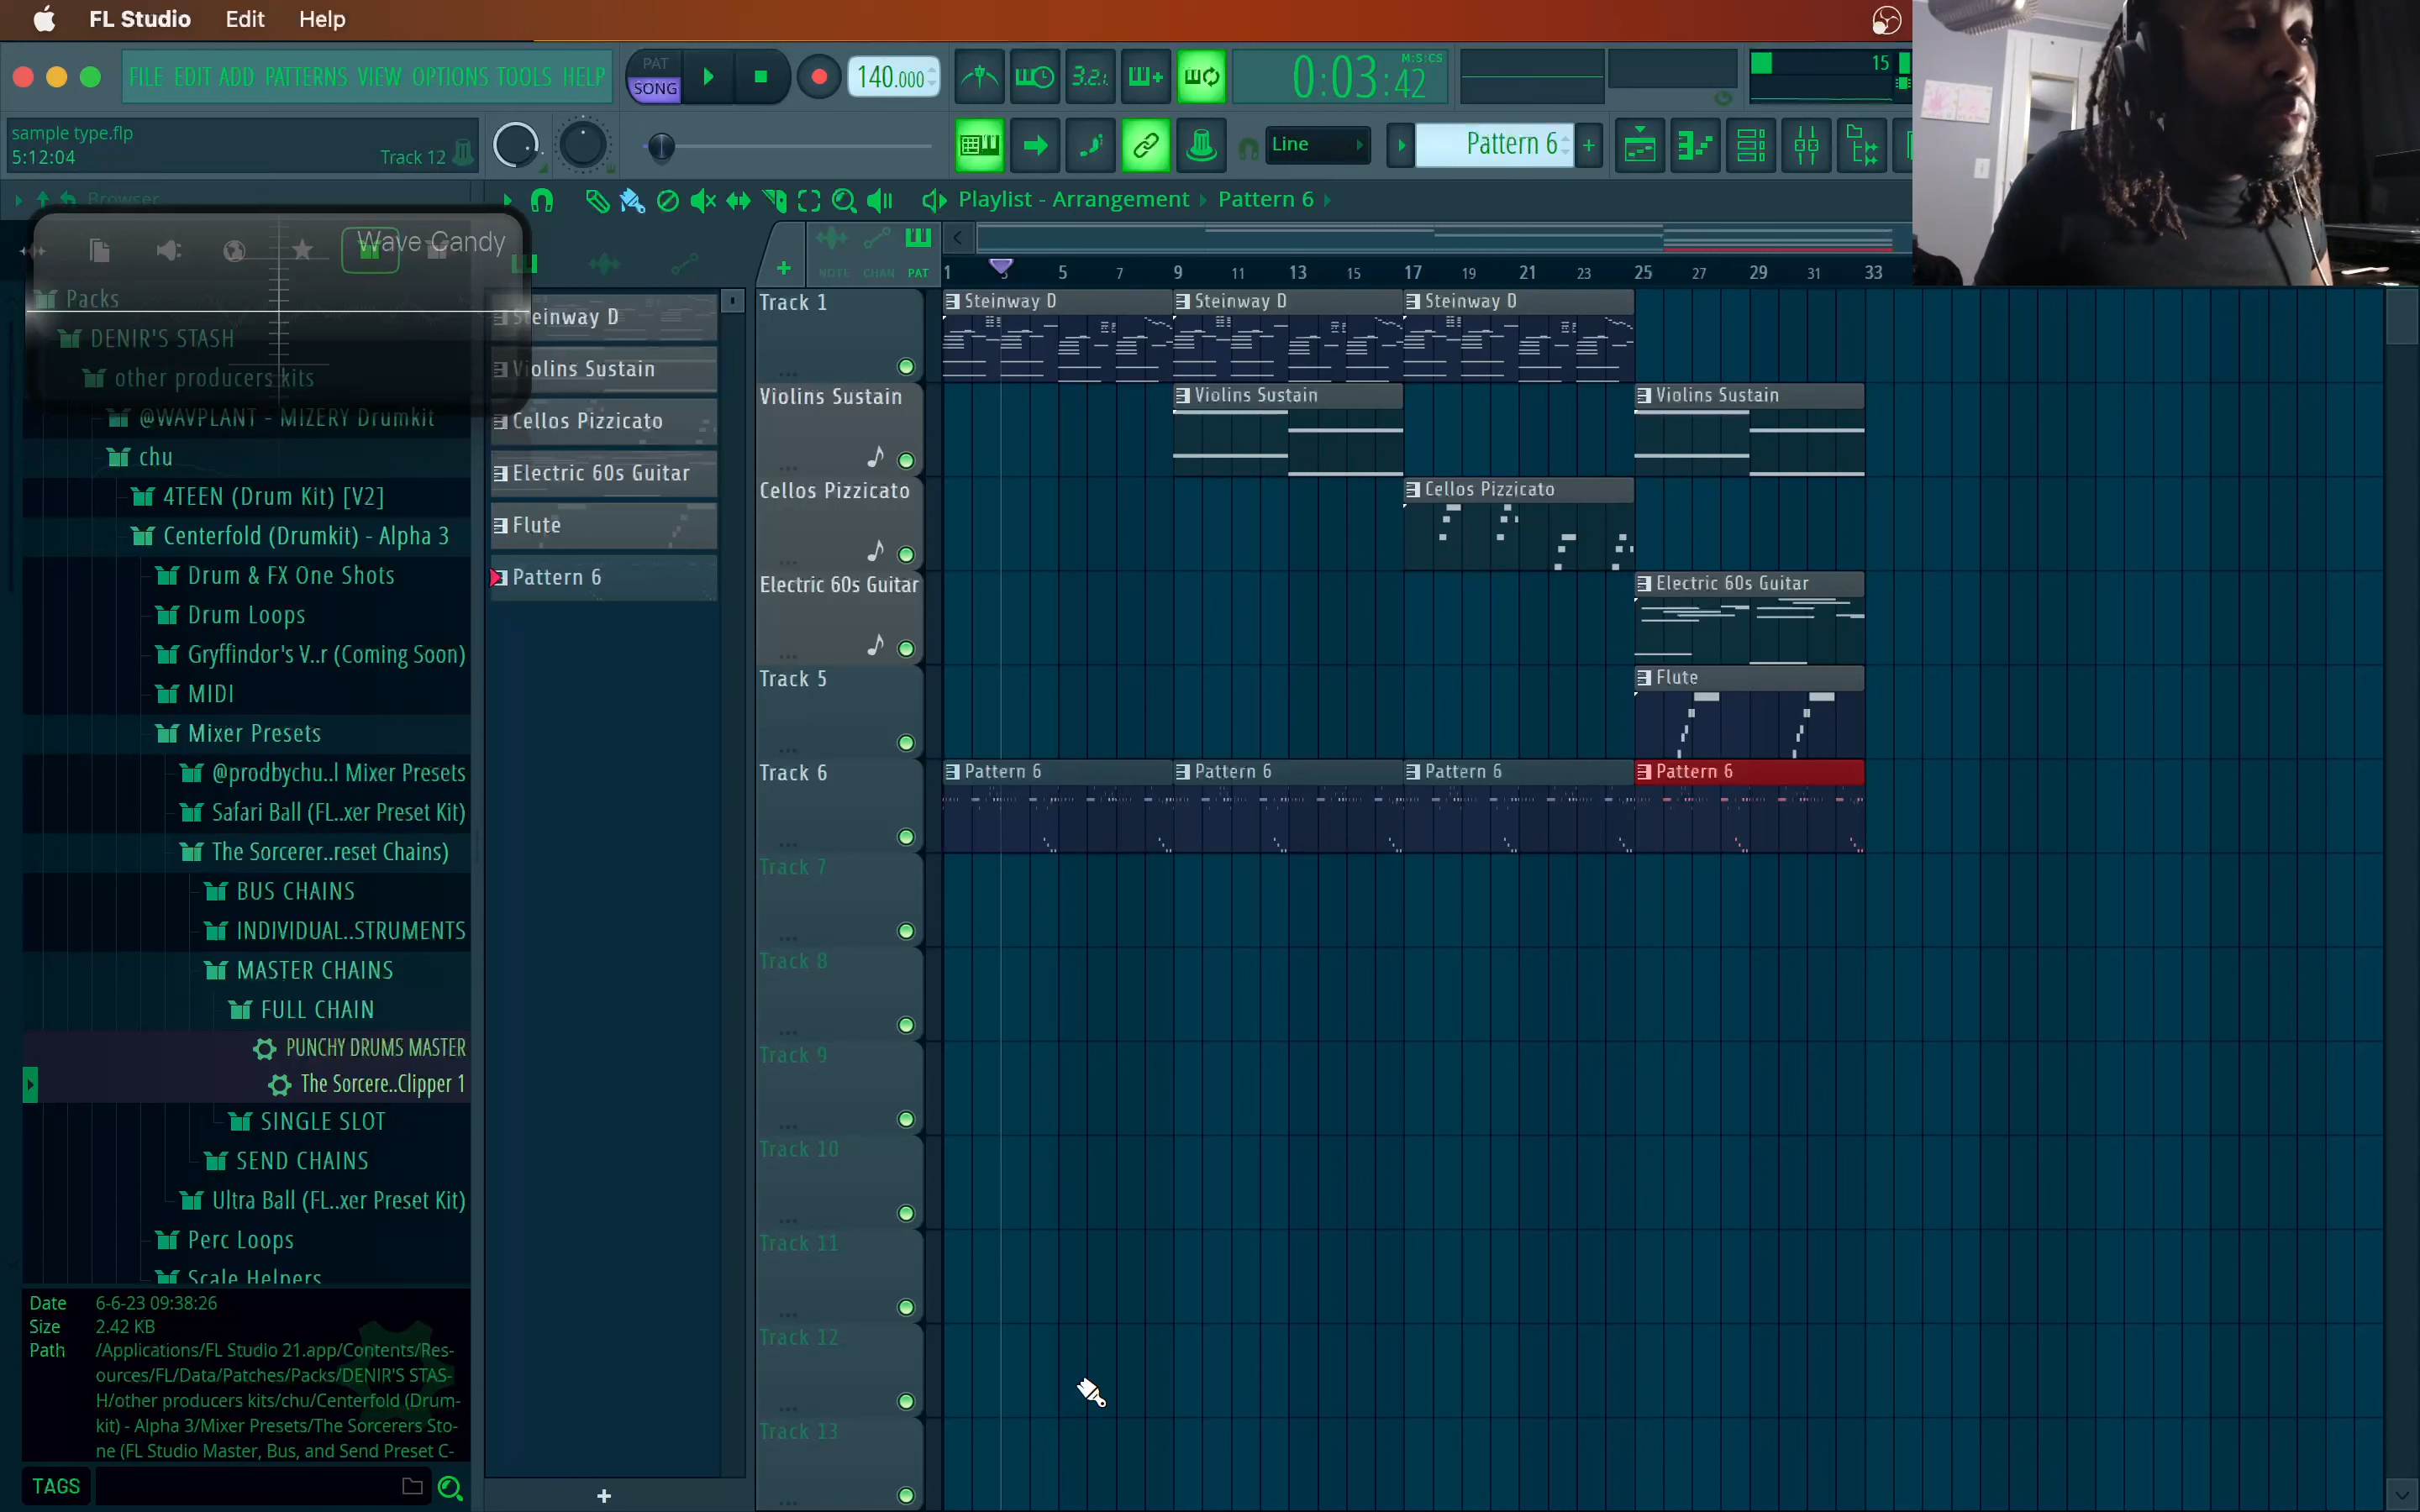 FL Studio Edit Help
FILE EDIT ADD PATTERNS VIEW OPTIONS TOOLS HELP
PAT
SONG
140.000
3.2.
0:03:42
M:S:CS
15
sample type.flp
5:12:04
Track 12
Line
Pattern 6
+
Browser
Playlist - Arrangement
Pattern 6
Wave Candy
NOTE CHAN PAT
1 3 5 7 9 11 13 15 17 19 21 23 25 27 29 31 33
Packs
DENIR'S STASH
other producers kits
@WAVPLANT - MIZERY Drumkit
chu
4TEEN (Drum Kit) [V2]
Centerfold (Drumkit) - Alpha 3
Drum & FX One Shots
Drum Loops
Gryffindor's V..r (Coming Soon)
MIDI
Mixer Presets
@prodbychu..l Mixer Presets
Safari Ball (FL..xer Preset Kit)
The Sorcerer..reset Chains)
BUS CHAINS
INDIVIDUAL..STRUMENTS
MASTER CHAINS
FULL CHAIN
PUNCHY DRUMS MASTER
The Sorcere..Clipper 1
SINGLE SLOT
SEND CHAINS
Ultra Ball (FL..xer Preset Kit)
Perc Loops
Scale Helpers
Date 6-6-23 09:38:26
Size 2.42 KB
Path /Applications/FL Studio 21.app/Contents/Res-
ources/FL/Data/Patches/Packs/DENIR'S STAS-
H/other producers kits/chu/Centerfold (Drum-
kit) - Alpha 3/Mixer Presets/The Sorcerers Sto-
ne (FL Studio Master, Bus, and Send Preset C-
TAGS
Steinway D
Violins Sustain
Cellos Pizzicato
Electric 60s Guitar
Flute
Pattern 6
+
Track 1
Steinway D
Steinway D
Steinway D
Violins Sustain
Violins Sustain
Violins Sustain
Cellos Pizzicato
Cellos Pizzicato
Electric 60s Guitar
Electric 60s Guitar
Track 5
Flute
Track 6
Pattern 6
Pattern 6
Pattern 6
Pattern 6
Track 7
Track 8
Track 9
Track 10
Track 11
Track 12
Track 13